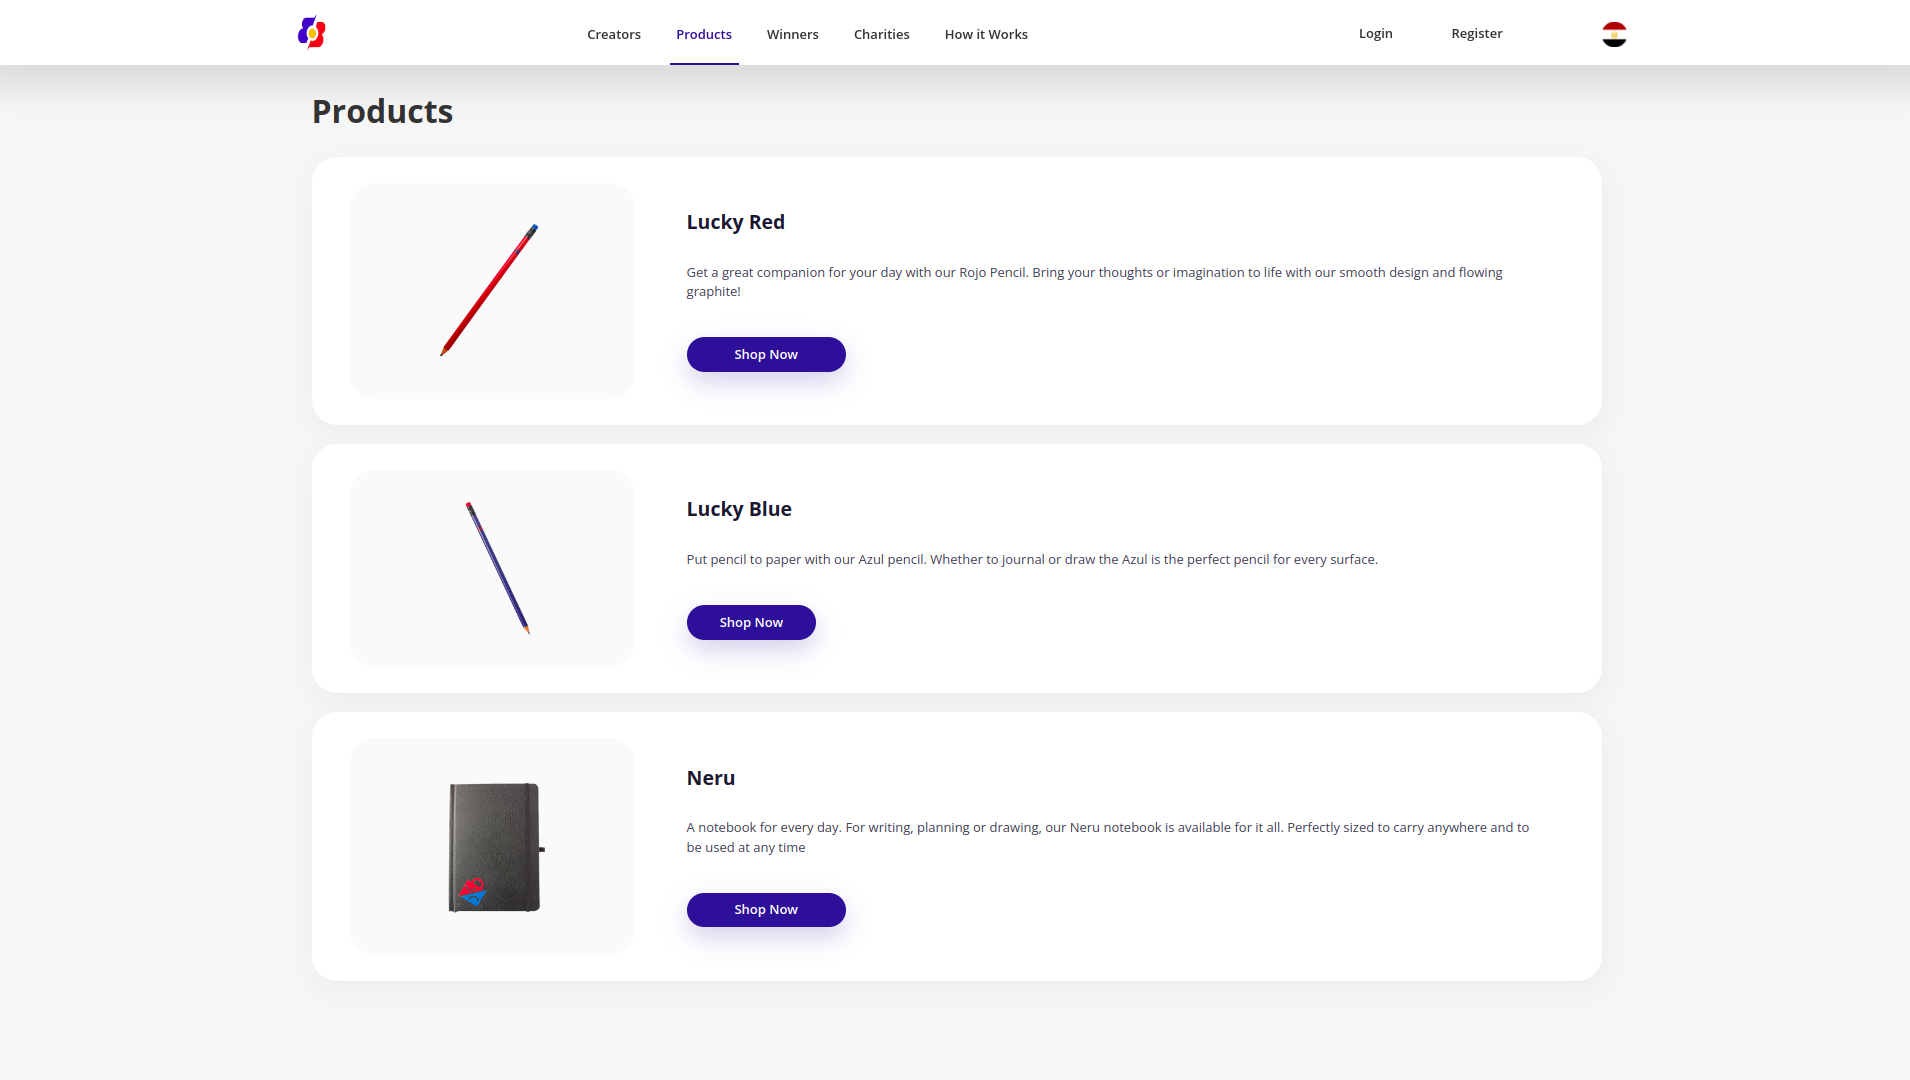 Creators Products Winners Charities How it Works Login Register
Products
Lucky Red
Get a great companion for your day with our Rojo Pencil. Bring your thoughts or imagination to life with our smooth design and flowing
graphite!
Shop Now
Lucky Blue
Put pencil to paper with our Azul pencil. Whether to journal or draw the Azul is the perfect pencil for every surface.
Shop Now
Neru
A notebook for every day. For writing, planning or drawing, our Neru notebook is available for it all. Perfectly sized to carry anywhere and to
be used at any time
Shop Now